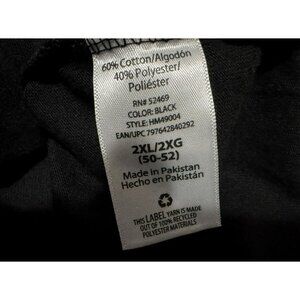 60% Cotton/Algodón
40% Polyester/
Poliéster
RN# 52469
COLOR: BLACK
STYLE: HM49004
EAN/UPC 797642840292
2XL/2XG
(50-52)
Made in Pakistan
Hecho en Pakistán
THIS LABEL YARN IS MADE
OUT OF 100% RECYCLED
POLYESTER MATERIALS